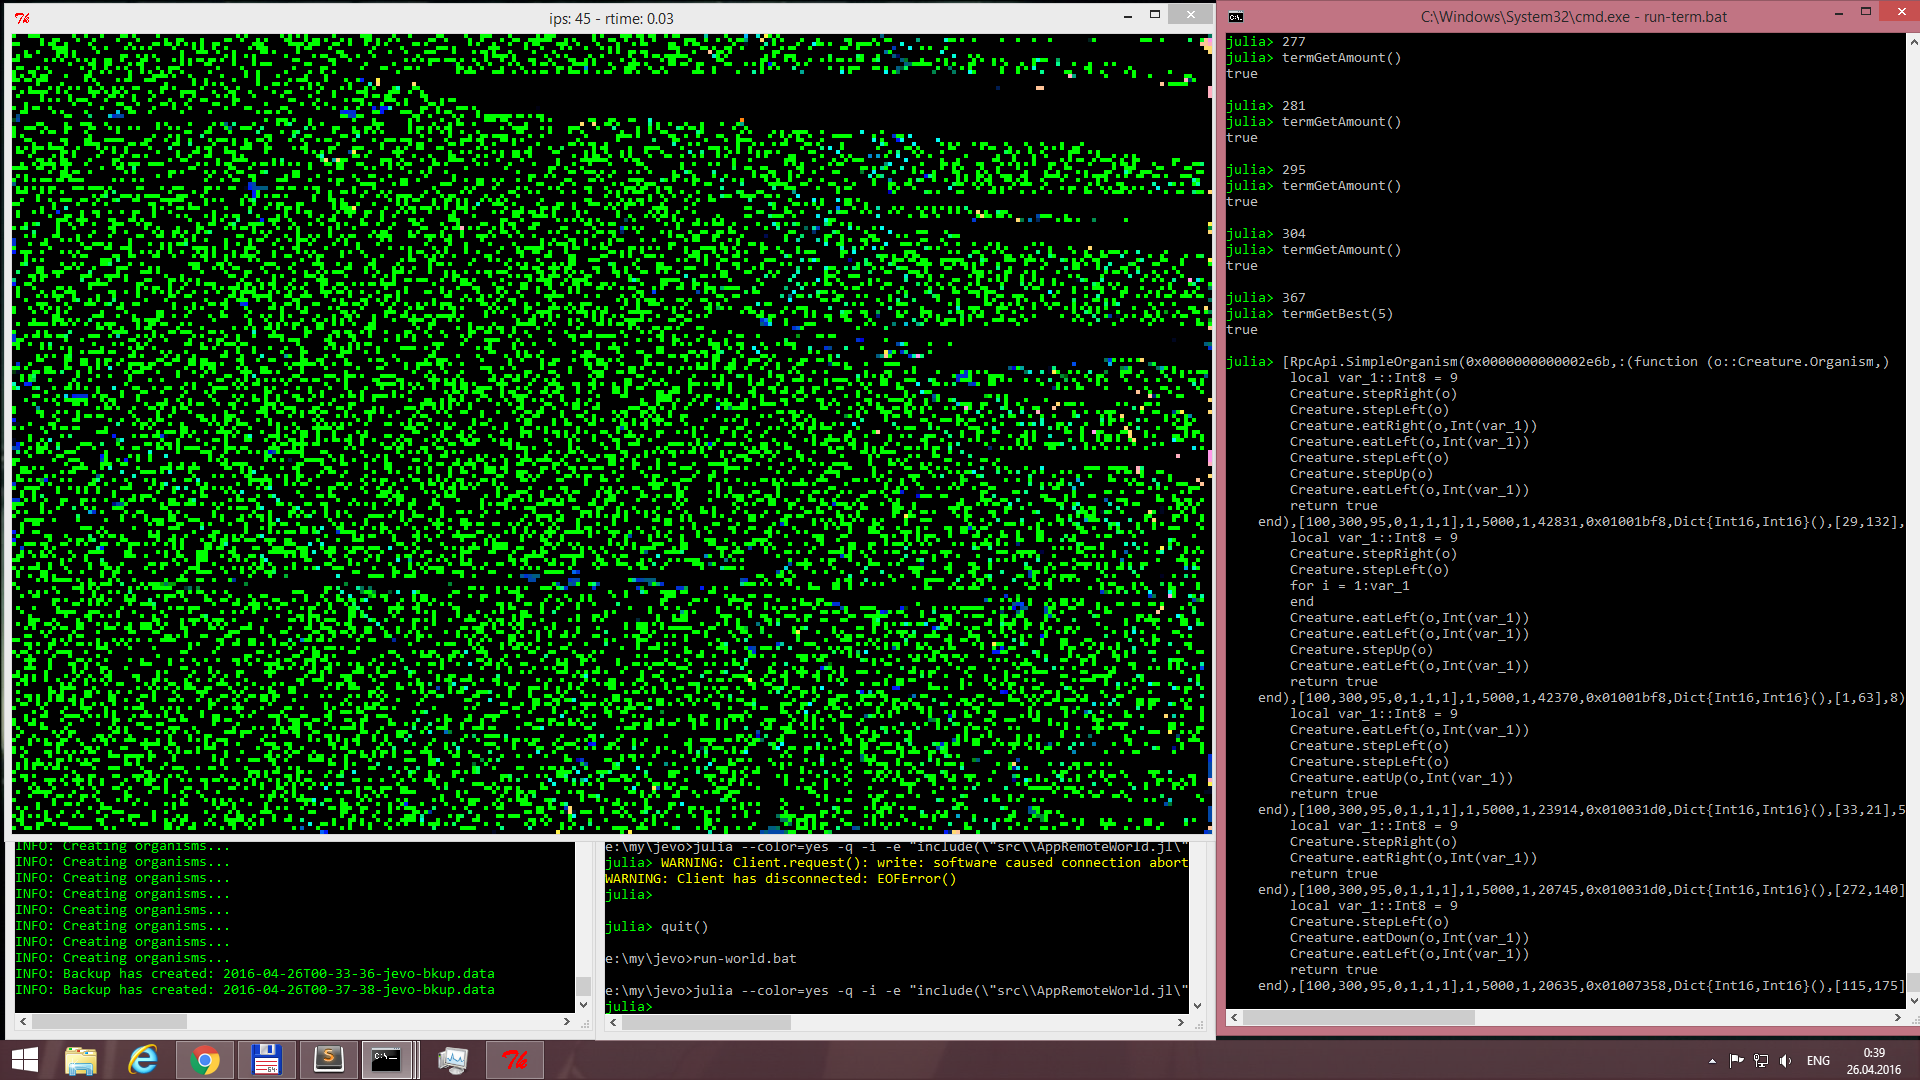 ips: 45 - rtime: 0.03
INFO: Creating organisms...
INFO: Creating organisms...
INFO: Creating organisms...
INFO: Creating organisms...
INFO: Creating organisms...
INFO: Creating organisms...
INFO: Creating organisms...
INFO: Creating organisms...
INFO: Backup has created: 2016-04-26T00-33-36-jevo-bkup.data
INFO: Backup has created: 2016-04-26T00-37-38-jevo-bkup.data
e:\my\jevo>julia --color=yes -q -i -e "include(\"src\\AppRemoteWorld.jl\"
julia> WARNING: Client.request(): write: software caused connection abort
WARNING: Client has disconnected: EOFError()
julia>
julia> quit()
e:\my\jevo>run-world.bat
e:\my\jevo>julia --color=yes -q -i -e "include(\"src\\AppRemoteWorld.jl\"
julia>
C:\Windows\System32\cmd.exe - run-term.bat
julia> 277
julia> termGetAmount()
true
julia> 281
julia> termGetAmount()
true
julia> 295
julia> termGetAmount()
true
julia> 304
julia> termGetAmount()
true
julia> 367
julia> termGetBest(5)
true
julia> [RpcApi.SimpleOrganism(0x0000000000002e6b,:(function (o::Creature.Organism,)
local var_1::Int8 = 9
Creature.stepRight(o)
Creature.stepLeft(o)
Creature.eatRight(o,Int(var_1))
Creature.eatLeft(o,Int(var_1))
Creature.stepLeft(o)
Creature.stepUp(o)
Creature.eatLeft(o,Int(var_1))
return true
end),[100,300,95,0,1,1,1],1,5000,1,42831,0x01001bf8,Dict{Int16,Int16}(),[29,132],
local var_1::Int8 = 9
Creature.stepRight(o)
Creature.stepLeft(o)
for i = 1:var_1
end
Creature.eatLeft(o,Int(var_1))
Creature.eatLeft(o,Int(var_1))
Creature.stepUp(o)
Creature.eatLeft(o,Int(var_1))
return true
end),[100,300,95,0,1,1,1],1,5000,1,42370,0x01001bf8,Dict{Int16,Int16}(),[1,63],8)
local var_1::Int8 = 9
Creature.eatLeft(o,Int(var_1))
Creature.stepLeft(o)
Creature.stepLeft(o)
Creature.eatUp(o,Int(var_1))
return true
end),[100,300,95,0,1,1,1],1,5000,1,23914,0x010031d0,Dict{Int16,Int16}(),[33,21],5
local var_1::Int8 = 9
Creature.stepRight(o)
Creature.eatRight(o,Int(var_1))
return true
end),[100,300,95,0,1,1,1],1,5000,1,20745,0x010031d0,Dict{Int16,Int16}(),[272,140]
local var_1::Int8 = 9
Creature.stepLeft(o)
Creature.eatDown(o,Int(var_1))
Creature.eatLeft(o,Int(var_1))
return true
end),[100,300,95,0,1,1,1],1,5000,1,20635,0x01007358,Dict{Int16,Int16}(),[115,175]
ENG
0:39
26.04.2016